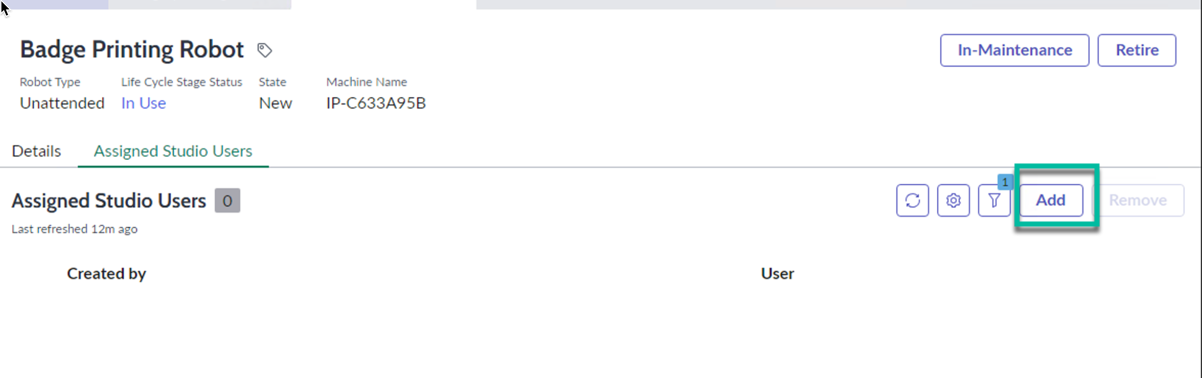 Badge Printing Robot
In-Maintenance
Retire
Robot Type Life Cycle Stage Status State Machine Name
Unattended In Use New IP-C633A95B
Details Assigned Studio Users
1
Assigned Studio Users 0
Add Remove
Last refreshed 12m ago
Created by User